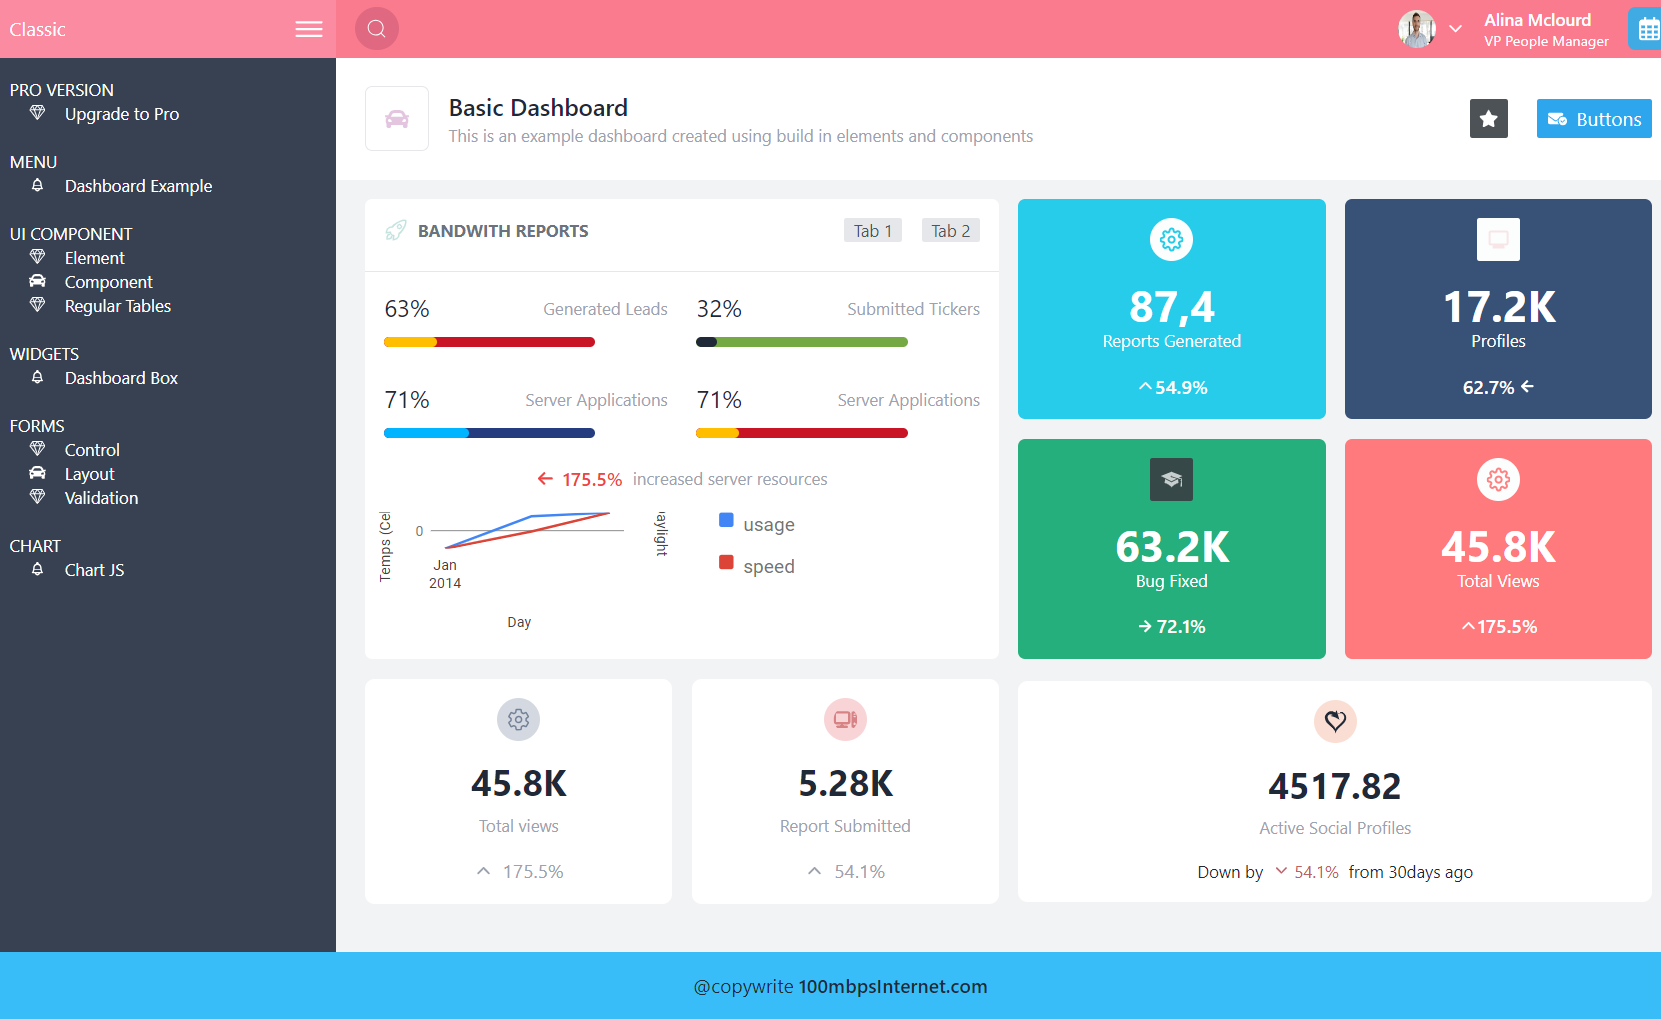 Classic
Alina Mclourd
VP People Manager
PRO VERSION
Upgrade to Pro
MENU
Dashboard Example
UI COMPONENT
Element
Component
Regular Tables
WIDGETS
Dashboard Box
FORMS
Control
Layout
Validation
CHART
Chart JS
Basic Dashboard
This is an example dashboard created using build in elements and components
Buttons
BANDWITH REPORTS
Tab 1
Tab 2
63%
Generated Leads
32%
Submitted Tickers
71%
Server Applications
71%
Server Applications
175.5% increased server resources
Temps (Cel
0
Jan
2014
Day
aylight
usage
speed
87,4
Reports Generated
54.9%
17.2K
Profiles
62.7%
63.2K
Bug Fixed
72.1%
45.8K
Total Views
175.5%
45.8K
Total views
175.5%
5.28K
Report Submitted
54.1%
4517.82
Active Social Profiles
Down by 54.1% from 30days ago
@copywrite 100mbpsInternet.com